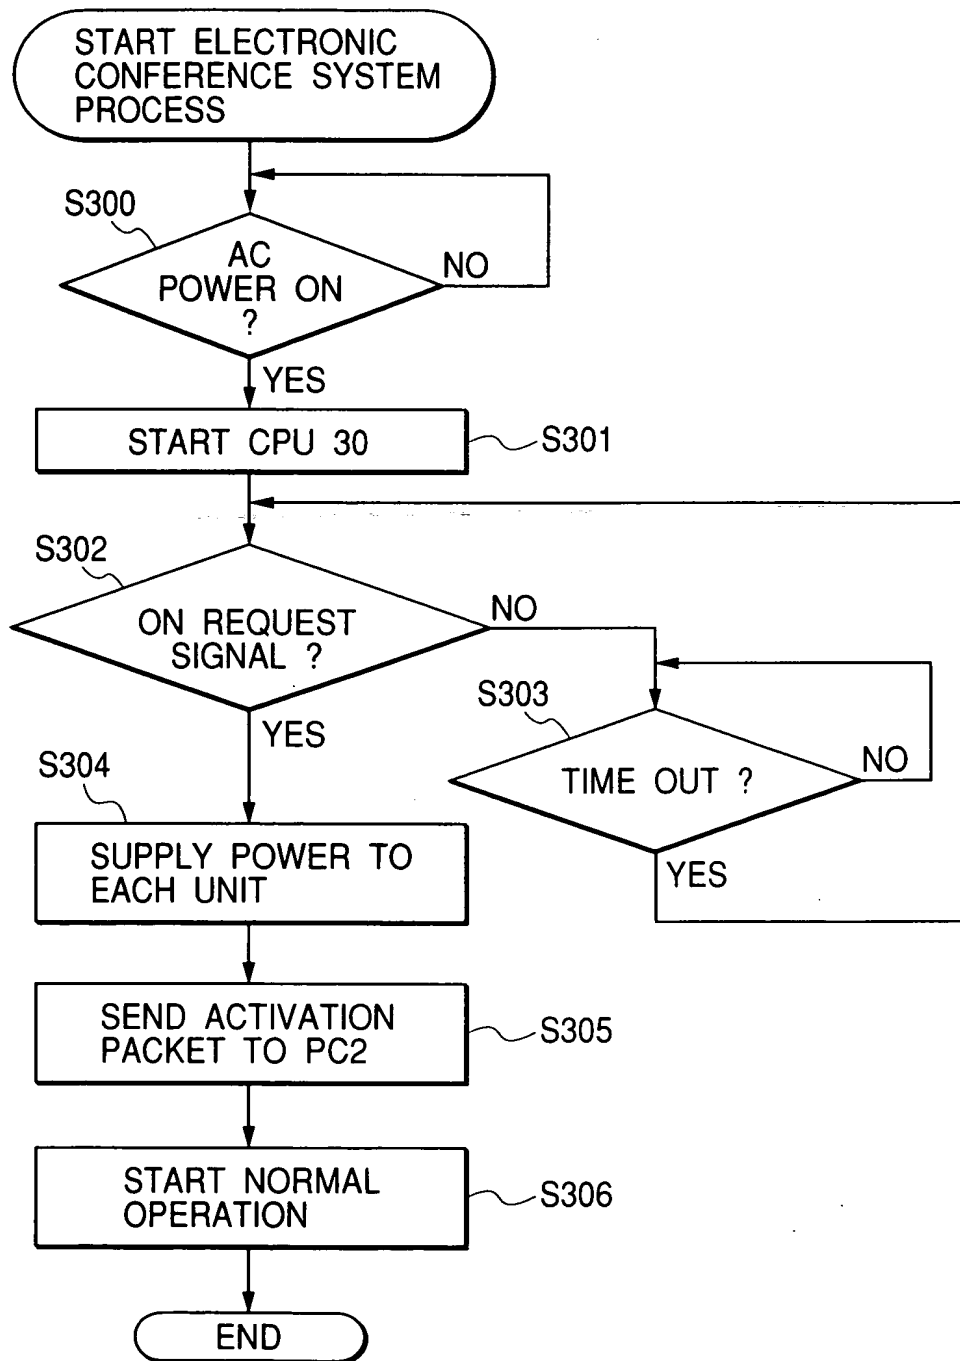 START ELECTRONIC
CONFERENCE SYSTEM
PROCESS
S300
AC
POWER ON
?
NO
YES
START CPU 30
S301
S302
ON REQUEST
SIGNAL ?
NO
YES
S303
TIME OUT ?
NO
YES
S304
SUPPLY POWER TO
EACH UNIT
SEND ACTIVATION
PACKET TO PC2
S305
START NORMAL
OPERATION
S306
END